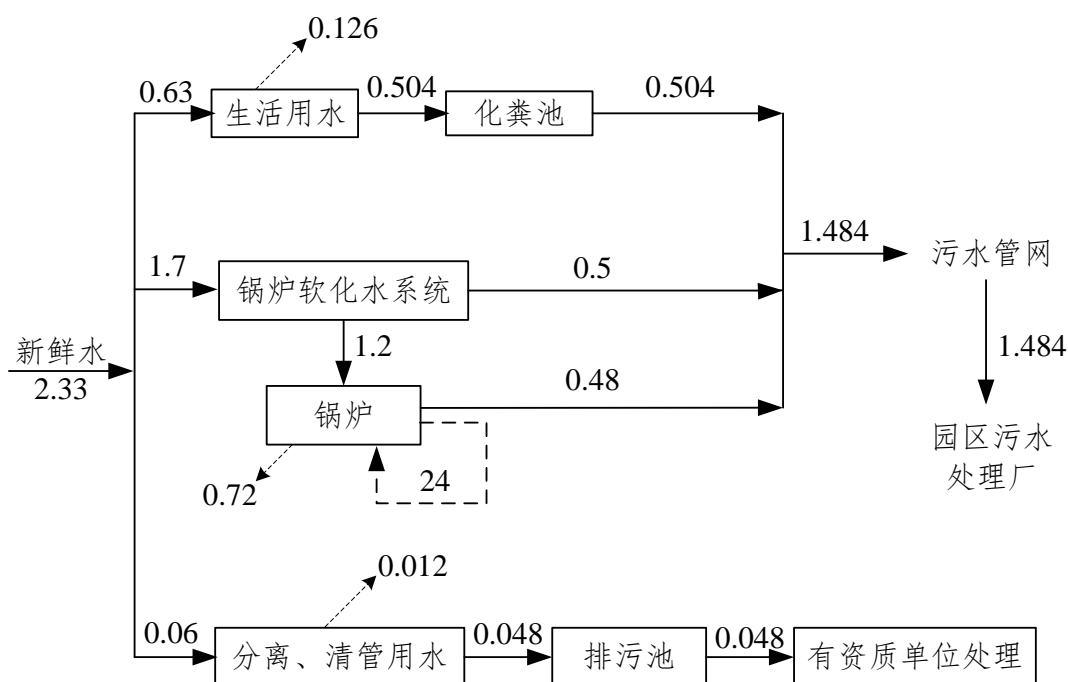 0.126
0.63
生活用水
0.504
化粪池
0.504
1.484
污水管网
1.7
锅炉软化水系统
0.5
新鲜水
2.33
1.2
1.484
锅炉
0.48
24
0.72
园区污水
处理厂
0.012
0.06
分离、清管用水
0.048
排污池
0.048
有资质单位处理